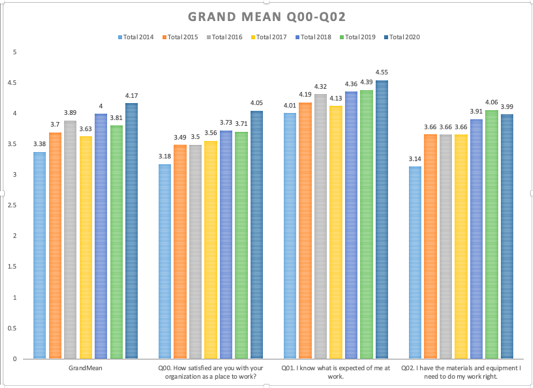 GRAND MEAN Q00-Q02
Total 2014 Total 2015 Total 2016 Total 2017 Total 2018 Total 2019 Total 2020
5
4.5
4
3.5
3
2.5
2
1.5
1
0.5
0
3.38 3.7 3.89 3.63 4 3.81 4.17
3.18 3.49 3.5 3.56 3.73 3.71 4.05
4.01 4.19 4.32 4.13 4.36 4.39 4.55
3.14 3.66 3.66 3.66 3.91 4.06 3.99
GrandMean
Q00. How satisfied are you with your
organization as a place to work?
Q01. I know what is expected of me at
work.
Q02. I have the materials and equipment I
need to do my work right.